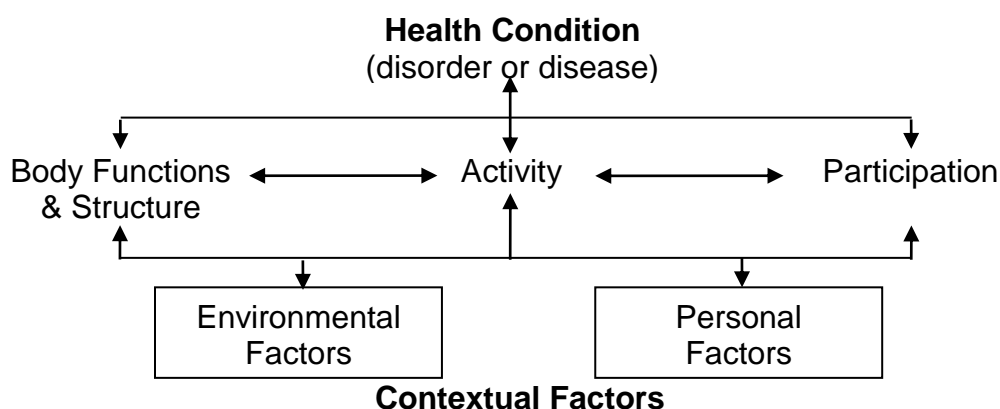 Health Condition
(disorder or disease)
Body Functions
& Structure
Activity
Participation
Environmental
Factors
Personal
Factors
Contextual Factors